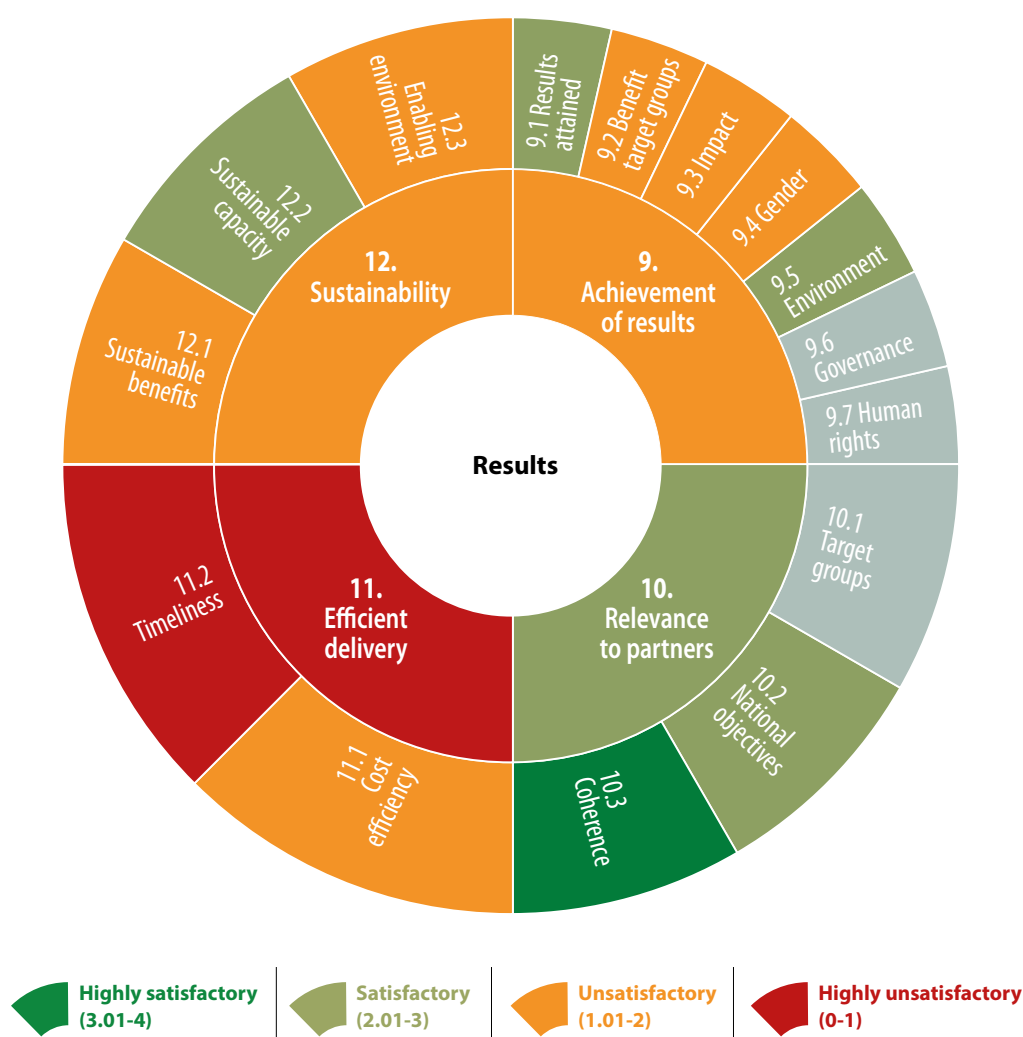 12.3
Enabling
environment
9.1 Results
attained
9.2 Benefit
target groups
9.3 Impact
9.4 Gender
9.5
Environment
9.6
Governance
9.7 Human
rights
12.2
Sustainable
capacity
12.1
Sustainable
benefits
12.
Sustainability
9.
Achievement
of results
Results
11.
Efficient
delivery
10.
Relevance
to partners
10.1
Target
groups
10.2
National
objectives
10.3
Coherence
11.1 Cost
efficiency
11.2
Timeliness
Highly satisfactory
(3.01-4)
Satisfactory
(2.01-3)
Unsatisfactory
(1.01-2)
Highly unsatisfactory
(0-1)